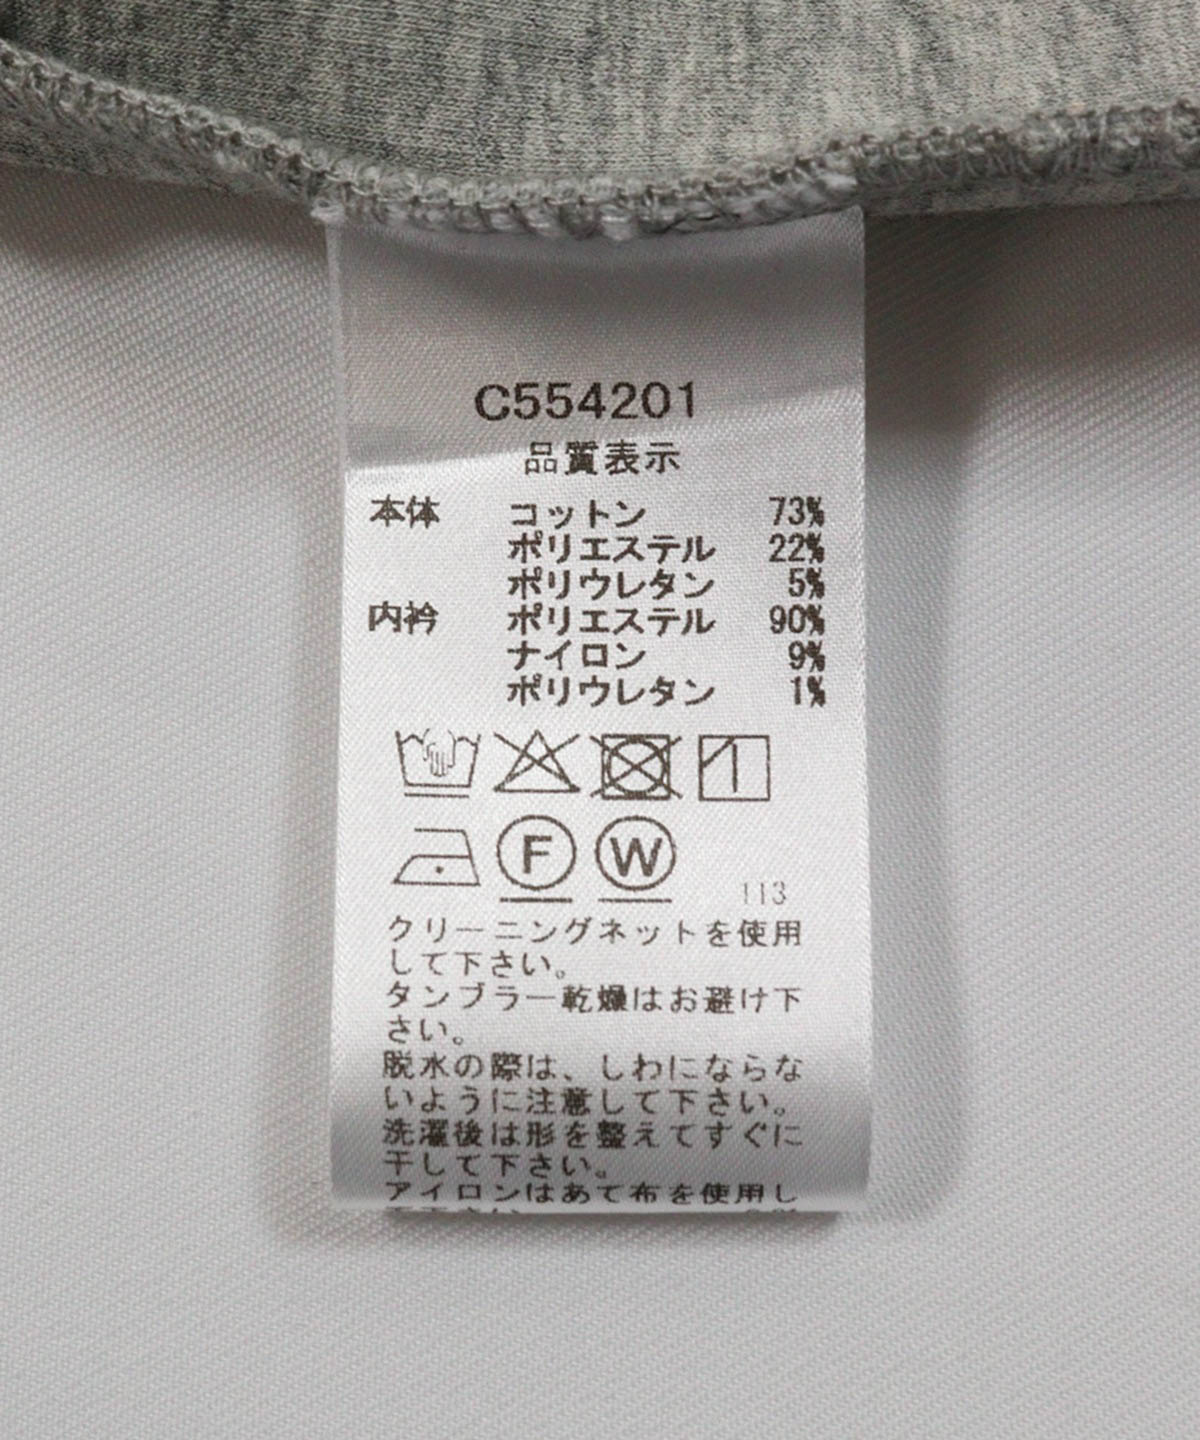 C554201
品質表示
本体 コットン 73%
ポリエステル 22%
ポリウレタン 5%
内衿 ポリエステル 90%
ナイロン 9%
ポリウレタン 1%
F W 113
クリーニングネットを使用
して下さい。
タンブラー乾燥はお避け下
さい。
脱水の際は、しわにならな
いように注意して下さい。
洗濯後は形を整えてすぐに
干して下さい。
アイロンはあて布を使用し